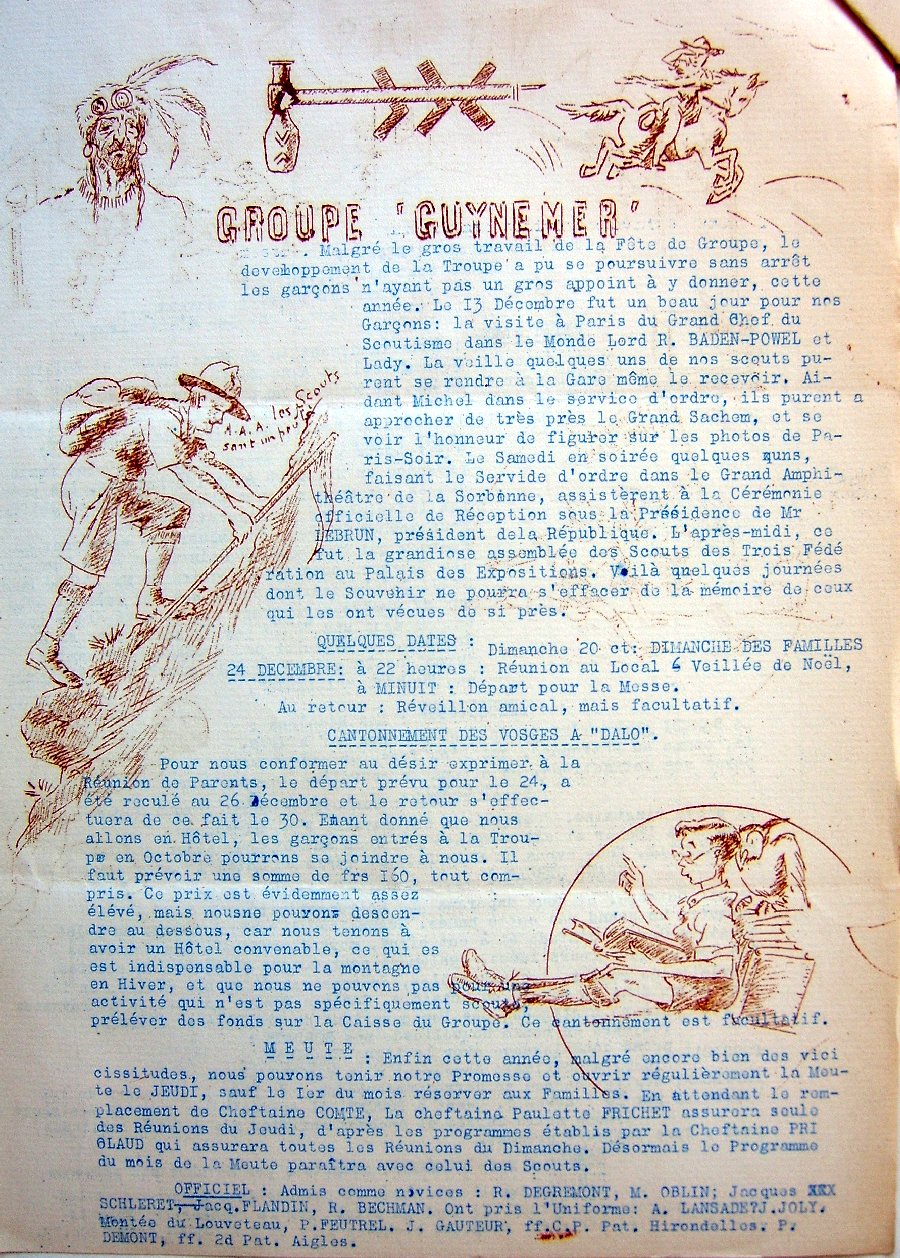 GROUPE 'GUYNEMER'
Malgré le gros travail de la Fête de Groupe, le
developpement de la Troupe a pu se poursuivre sans arrêt
les garçons n'ayant pas un gros appoint à y donner, cette
année. Le I3 Décembre fut un beau jour pour nos
Garçons: la visite à Paris du Grand Chef du
Scoutisme dans le Monde Lord R. BADEN-POWEL et
Lady. La veille quelques uns de nos scouts pu-
rent se rendre à la Gare même le recevoir. Ai-
dant Michel dans le service d'ordre, ils purent a
approcher de très près le Grand Sachem, et se
voir l'honneur de figurer sur les photos de Pa-
ris-Soir. Le Samedi en soirée quelques quns,
faisant le Servide d'ordre dans le Grand Amphi-
théâtre de la Sorbonne, assistèrent à la Cérémonie
officielle de Réception sous la Présidence de Mr
LEBRUN, président dela République. L'après-midi, ce
fut la grandiose assemblée des Scouts des Trois Fédé
ration au Palais des Expositions. Voilà quelques journées
dont le Souvenir ne pourra s'effacer de la mémoire de ceux
qui les ont vécues de si près.
A.A.A. les Scouts
sont un peu
QUELQUES DATES : Dimanche 20 ct: DIMANCHE DES FAMILLES
24 DECEMBRE: à 22 heures : Réunion au Local 6 Veillée de Noël,
à MINUIT : Départ pour la Messe.
Au retour : Réveillon amical, mais facultatif.
CANTONNEMENT DES VOSGES A "DALO".
Pour nous conformer au désir exprimer à la
Réunion de Parents, le départ prévu pour le 24, a
été reculé au 26 Décembre et le retour s'effec-
tuera de ce fait le 30. Etant donné que nous
allons en Hôtel, les garçons entrés à la Trou-
pe en Octobre pourrons se joindre à nous. Il
faut prévoir une somme de frs I60, tout com-
pris. Ce prix est évidemment assez
élévé, mais nousne pouvons descen-
dre au dessous, car nous tenons à
avoir un Hôtel convenable, ce qui es
est indispensable pour la montagne
en Hiver, et que nous ne pouvons pas pour une
activité qui n'est pas spécifiquement scoute,
préléver des fonds sur la Caisse du Groupe. Ce cantonnement est facultatif.
MEUTE : Enfin cette année, malgré encore bien des vici
cissitudes, nous pouvons tenir notre Promesse et ouvrir régulièrement la Meu-
te le JEUDI, sauf le Ier du mois réserver aux Familles. En attendant le rem-
placement de Cheftaine COMTE, La cheftaine Paulette FRICHET assurera seule
des Réunions du Jeudi, d'après les programmes établis par la Cheftaine PRI
GLAUD qui assurera toutes les Réunions du Dimanche. Désormais le Programme
du mois de la Meute paraîtra avec celui des Scouts.
OFFICIEL : Admis comme novices : R. DEGREMONT, M. OBLIN; Jacques XXX
SCHLERET, Jacq.FLANDIN, R. BECHMAN. Ont pris l'Uniforme: A. LANSADE?J.JOLY.
Montée du Louveteau, P.FEUTREL. J. GAUTEUR, ff.C.P. Pat. Hirondelles. P.
DEMONT, ff. 2d Pat. Aigles.